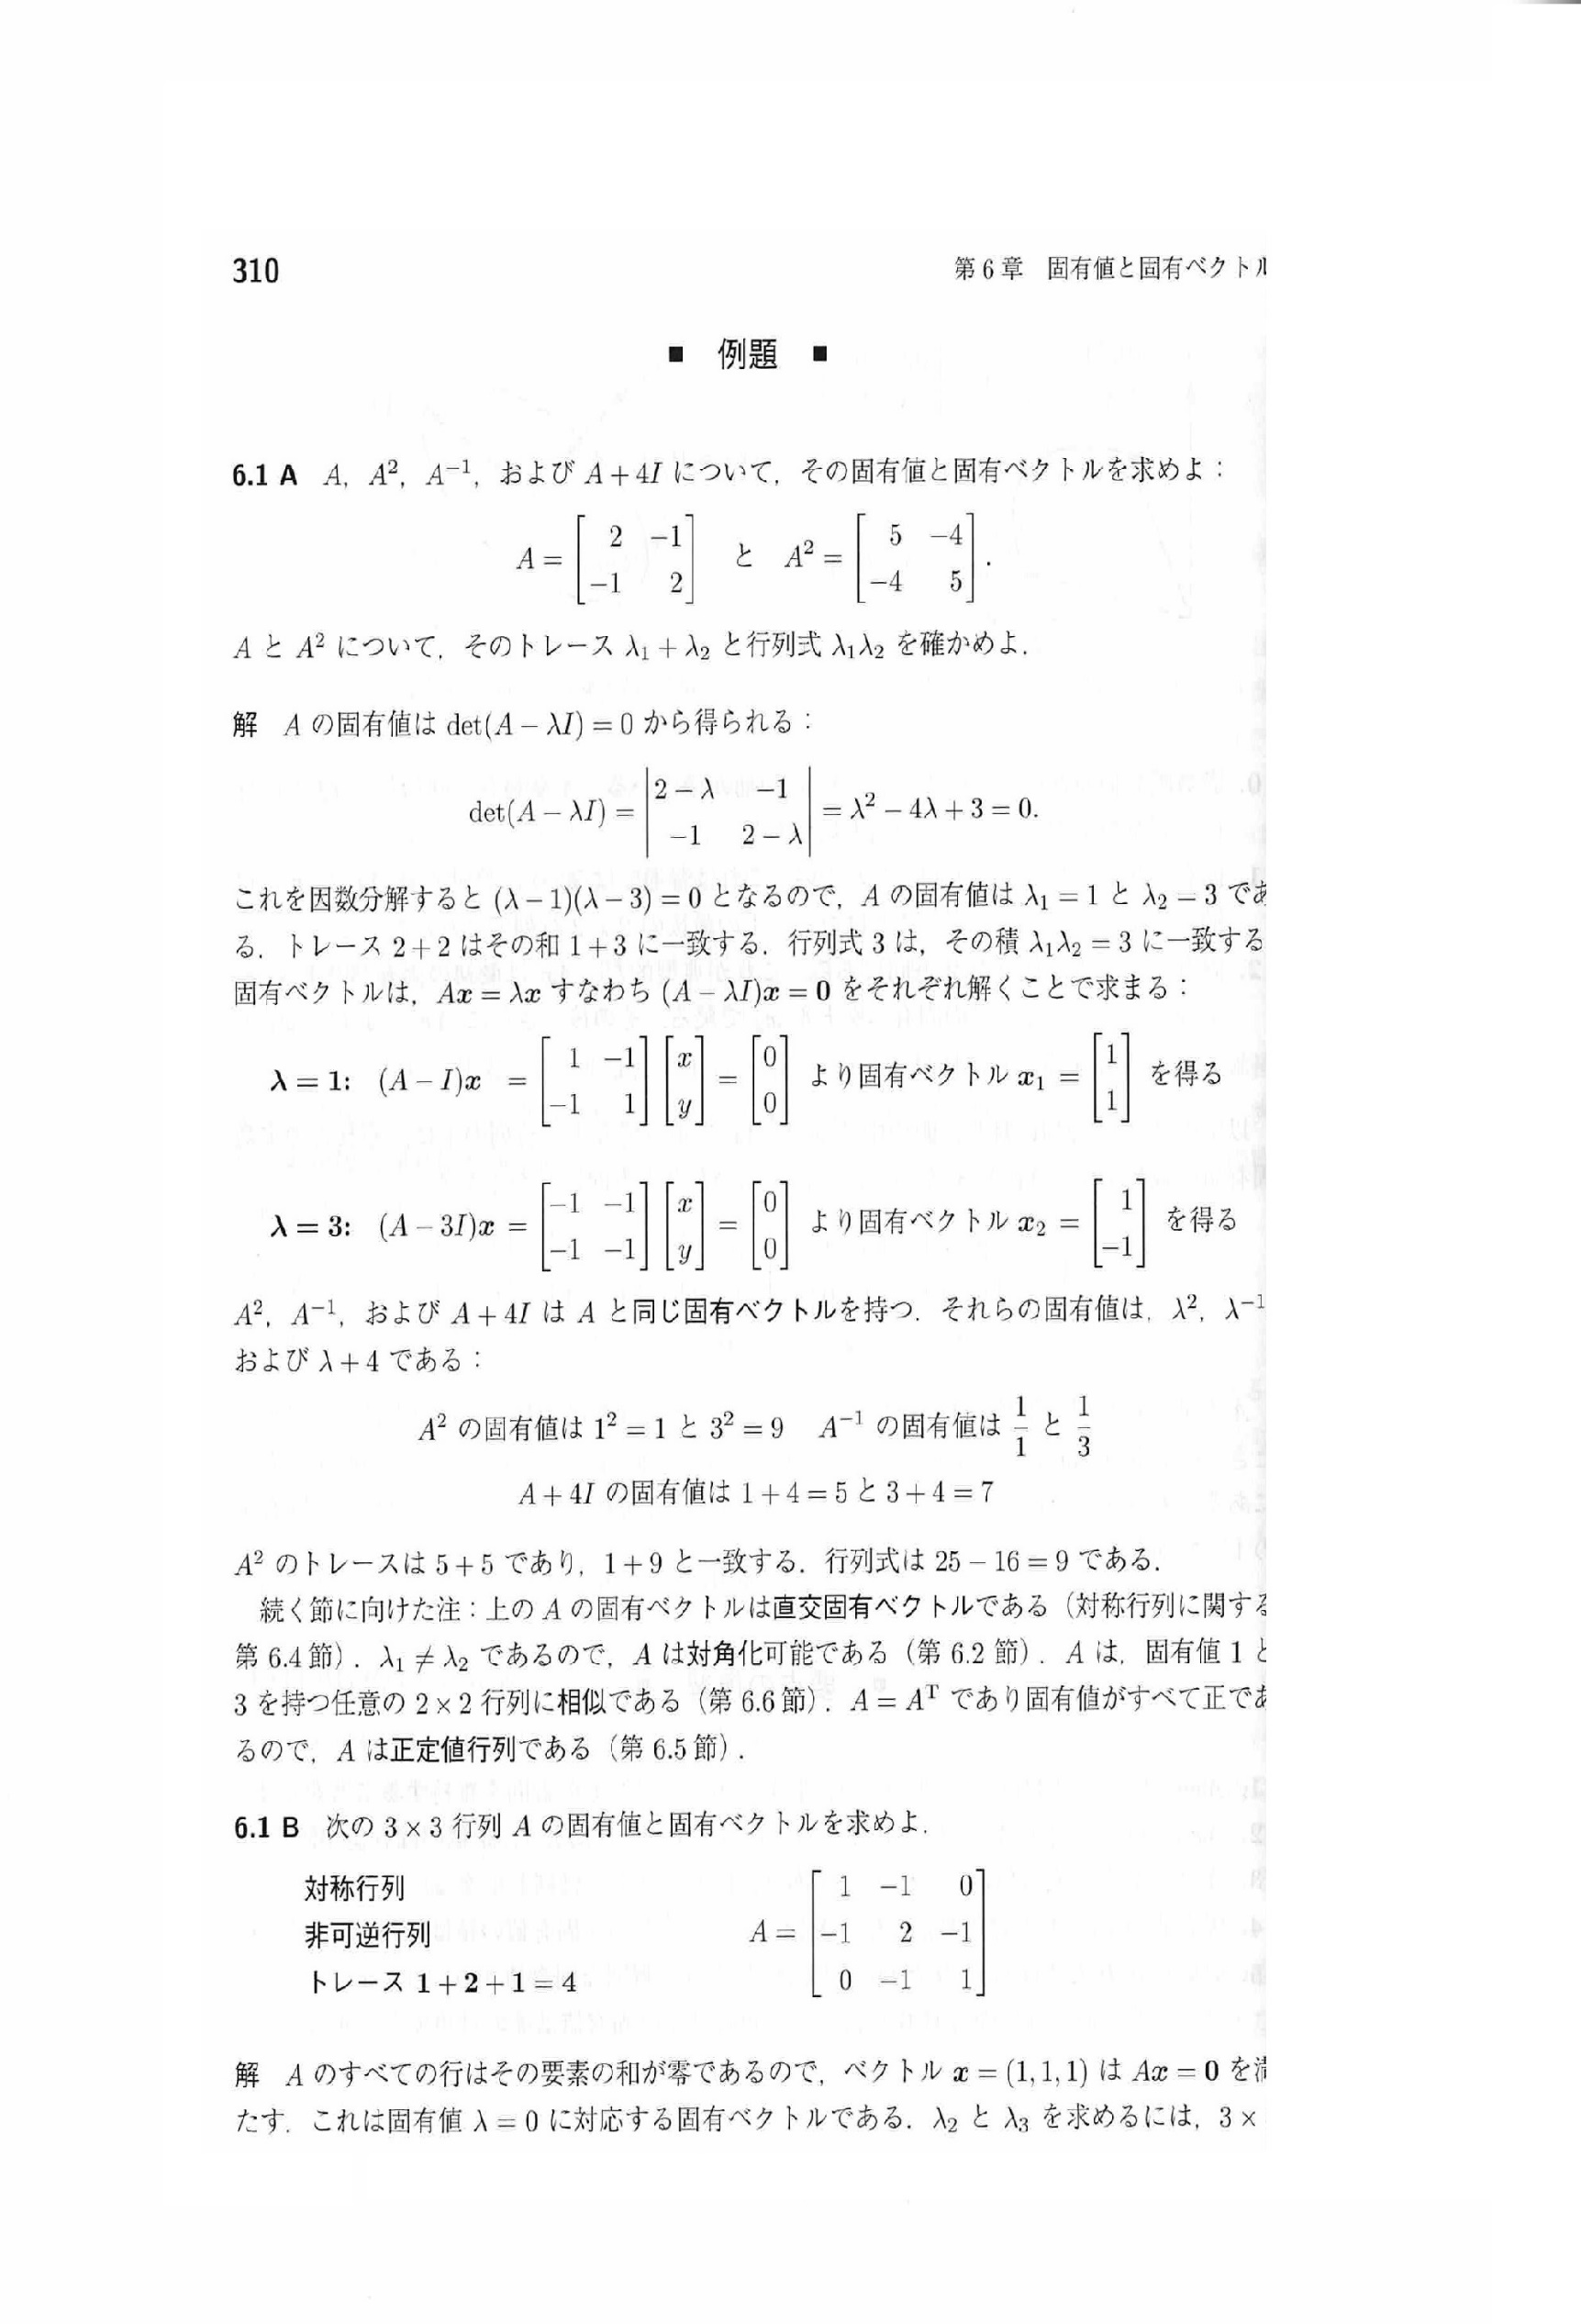 310
第6章 固有値と固有ベクトル
■ 例題 ■
6.1 A A, A², A⁻¹, および A+4I について, その固有値と固有ベクトルを求めよ:
A = [2 −1; −1 2] と A² = [5 −4; −4 5].
A と A² について, そのトレース λ₁ + λ₂ と行列式 λ₁λ₂ を確かめよ.
解 A の固有値は det(A − λI) = 0 から得られる:
det(A − λI) = |2 − λ −1; −1 2 − λ| = λ² − 4λ + 3 = 0.
これを因数分解すると (λ − 1)(λ − 3) = 0 となるので, A の固有値は λ₁ = 1 と λ₂ = 3 であ
る. トレース 2+2 はその和 1+3 に一致する. 行列式 3 は, その積 λ₁λ₂ = 3 に一致する
固有ベクトルは, Ax = λx すなわち (A − λI)x = 0 をそれぞれ解くことで求まる:
λ = 1: (A − I)x = [1 −1; −1 1] [x; y] = [0; 0] より固有ベクトル x₁ = [1; 1] を得る
λ = 3: (A − 3I)x = [−1 −1; −1 −1] [x; y] = [0; 0] より固有ベクトル x₂ = [1; −1] を得る
A², A⁻¹, および A+4I は A と同じ固有ベクトルを持つ. それらの固有値は, λ², λ⁻¹
および λ+4 である:
A² の固有値は 1² = 1 と 3² = 9 A⁻¹ の固有値は 1/1 と 1/3
A+4I の固有値は 1+4 = 5 と 3+4 = 7
A² のトレースは 5+5 であり, 1+9 と一致する. 行列式は 25 − 16 = 9 である.
続く節に向けた注:上の A の固有ベクトルは直交固有ベクトルである(対称行列に関する
第 6.4 節). λ₁ ≠ λ₂ であるので, A は対角化可能である(第 6.2 節). A は, 固有値 1 と
3 を持つ任意の 2×2 行列に相似である(第 6.6 節). A = Aᵀ であり固有値がすべて正であ
るので, A は正定値行列である(第 6.5 節).
6.1 B 次の 3×3 行列 A の固有値と固有ベクトルを求めよ.
対称行列
非可逆行列
トレース 1+2+1 = 4
A = [1 −1 0; −1 2 −1; 0 −1 1]
解 A のすべての行はその要素の和が零であるので, ベクトル x = (1,1,1) は Ax = 0 を満
たす. これは固有値 λ = 0 に対応する固有ベクトルである. λ₂ と λ₃ を求めるには, 3 ×